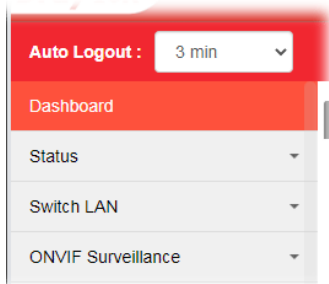 Auto Logout : 3 min
Dashboard
Status
Switch LAN
ONVIF Surveillance